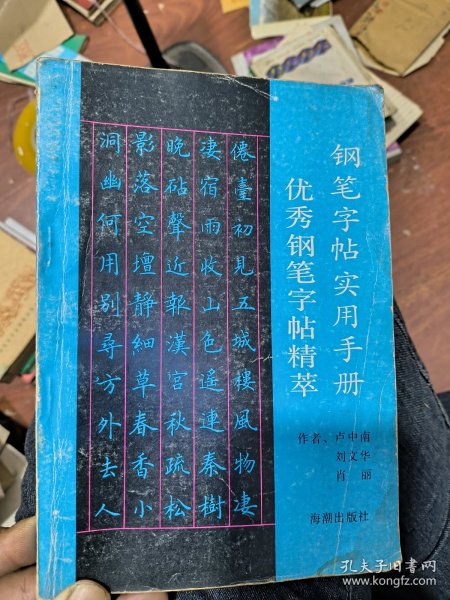 钢笔字帖实用手册
优秀钢笔字帖精萃
作者、卢中南
刘文华
肖丽
海潮出版社
僊臺初見五城樓風物凄
凄宿雨收山色遙連秦樹
晚砧聲近報漢宮秋疏松
影落空壇靜細草春香小
洞幽何用別尋方外去人
孔夫子旧书网
www.kongfz.com